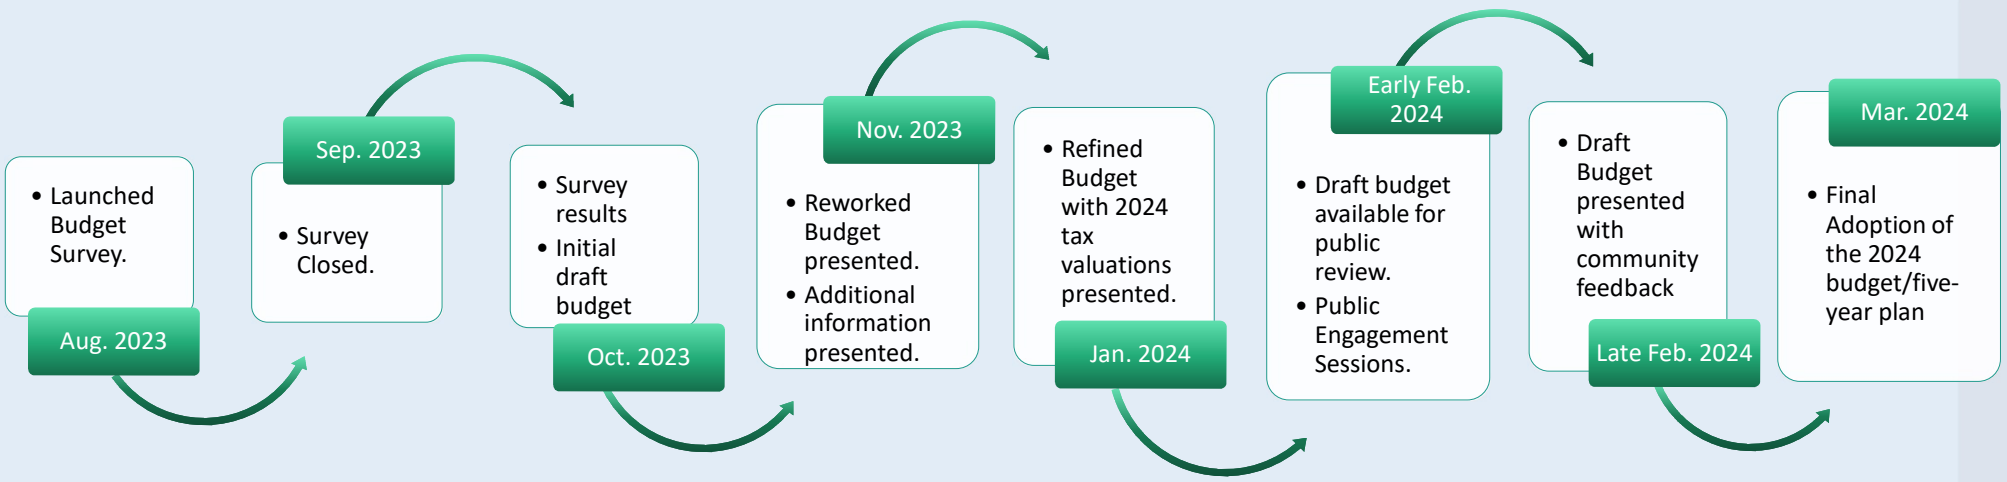 • Launched
Budget
Survey.
Aug. 2023
Sep. 2023
• Survey
Closed.
• Survey
results
• Initial
draft
budget
Oct. 2023
Nov. 2023
• Reworked
Budget
presented.
• Additional
information
presented.
• Refined
Budget
with 2024
tax
valuations
presented.
Jan. 2024
Early Feb.
2024
• Draft budget
available for
public
review.
• Public
Engagement
Sessions.
• Draft
Budget
presented
with
community
feedback
Late Feb. 2024
Mar. 2024
• Final
Adoption of
the 2024
budget/five-
year plan